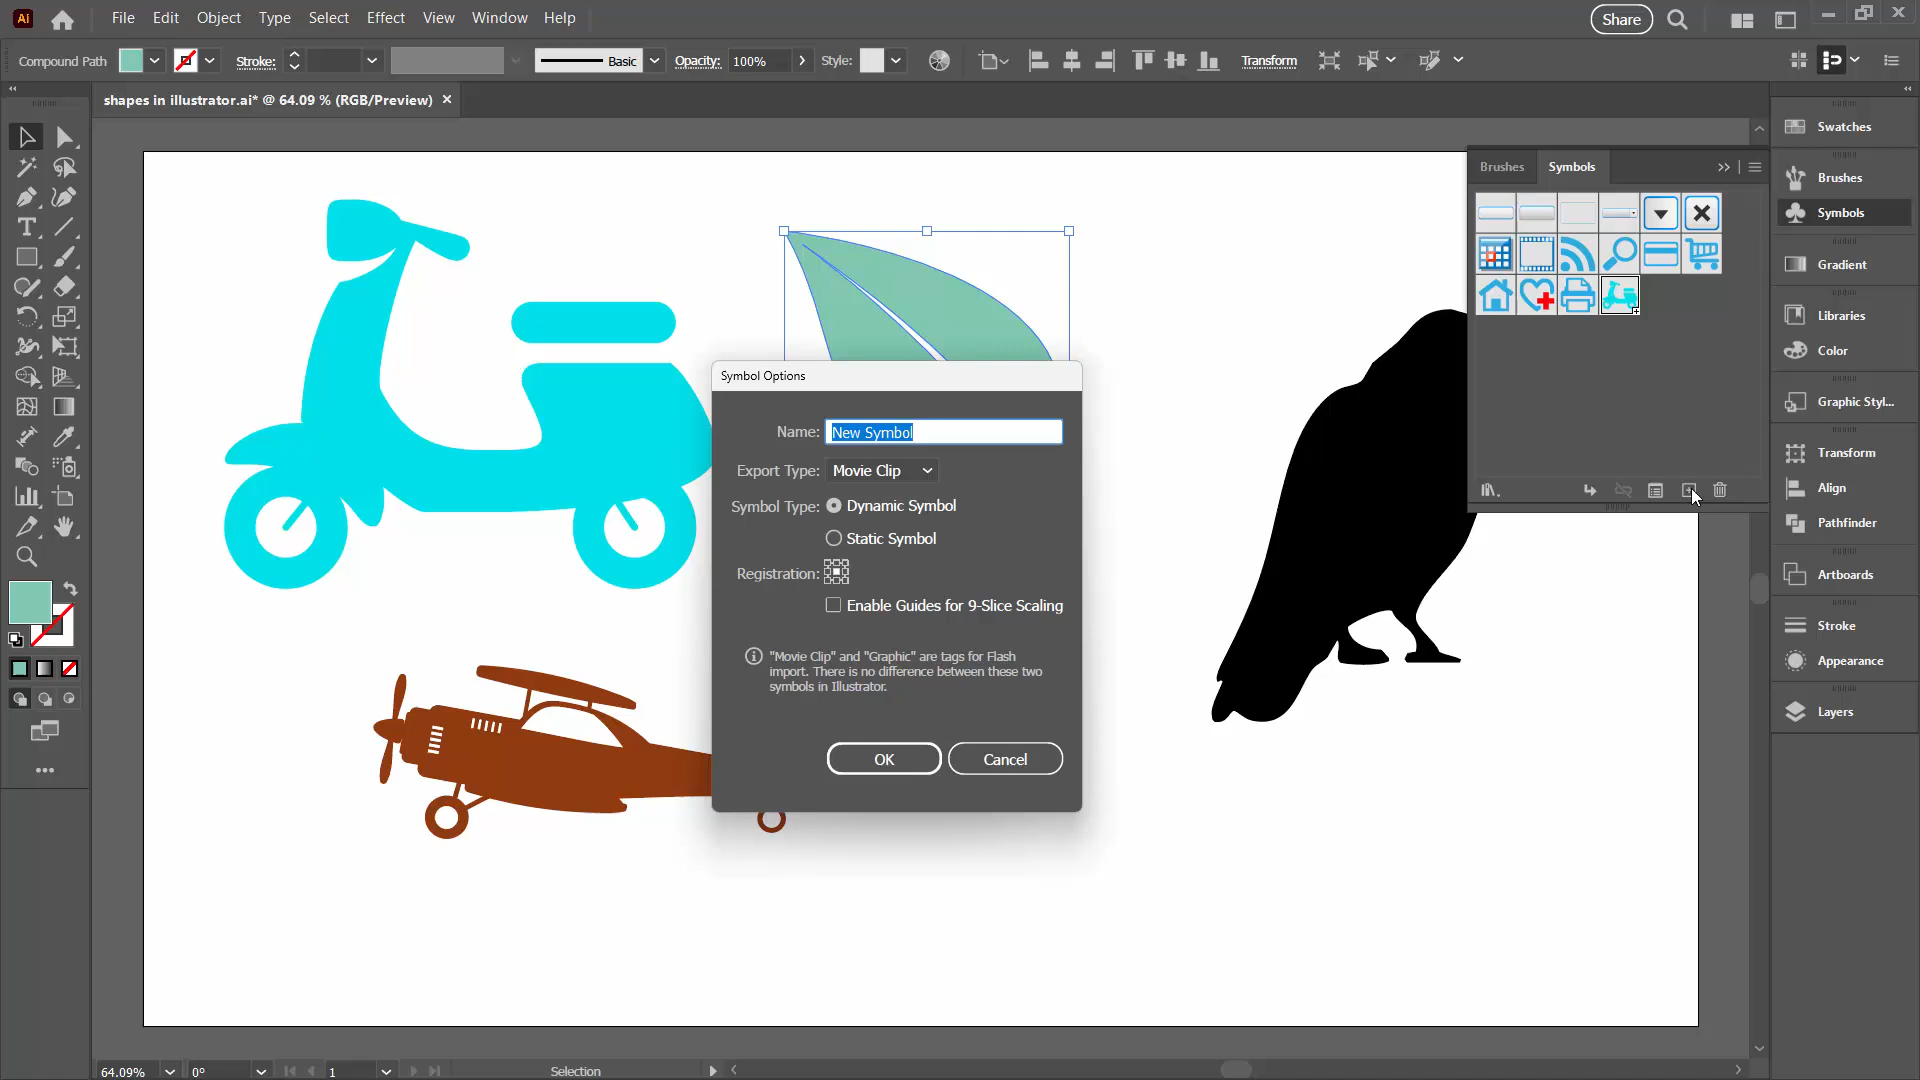 Ai File Edit Object Type Select Effect View Window Help Share
Compound Path Stroke: Basic Opacity: 100% Style: Transform
shapes in illustrator.ai* @ 64.09 % (RGB/Preview) ×
Swatches
Brushes Symbols
Brushes
Symbols
Gradient
Libraries
Color
Graphic Styl...
Transform
Align
Pathfinder
Artboards
Stroke
Appearance
Layers
Symbol Options
Name: New Symbol
Export Type: Movie Clip
Symbol Type: Dynamic Symbol
Static Symbol
Registration:
Enable Guides for 9-Slice Scaling
"Movie Clip" and "Graphic" are tags for Flash
import. There is no difference between these two
symbols in Illustrator.
OK Cancel
64.09% 0° 1 Selection